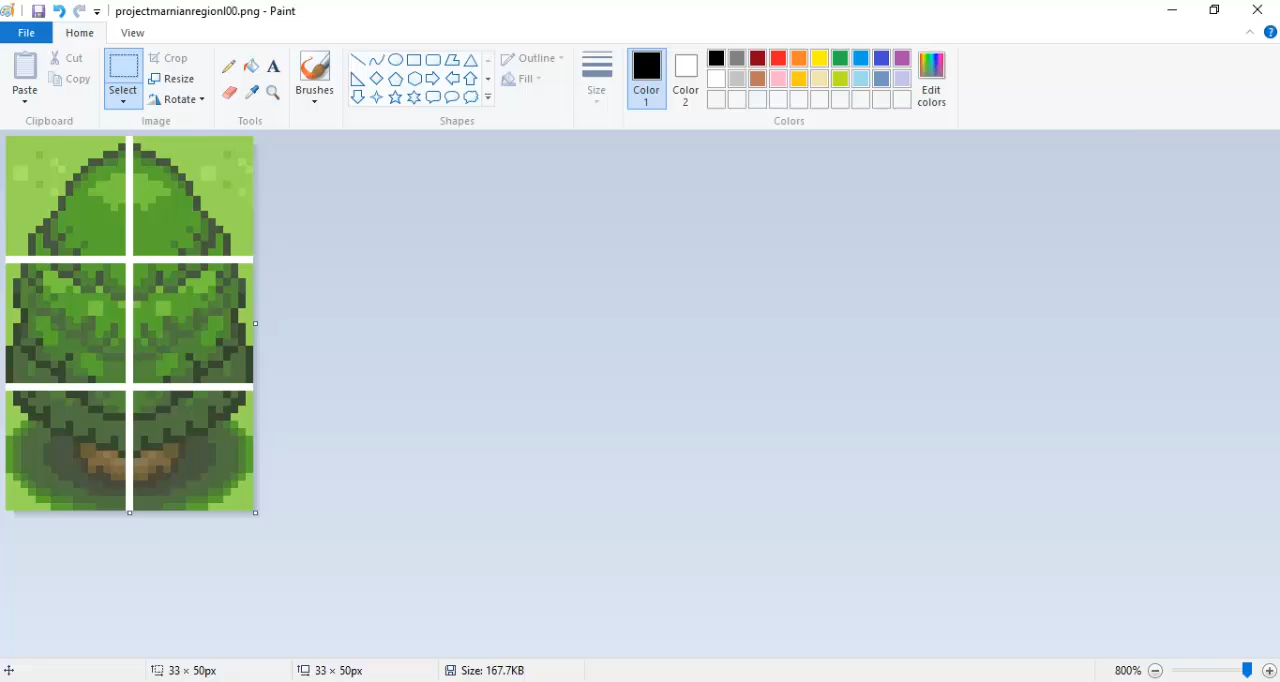 projectmarnianregionl00.png - Paint
File
Home
View
Paste
Cut
Copy
Clipboard
Select
Crop
Resize
Rotate
Image
A
Tools
Brushes
Shapes
Outline
Fill
Size
Color
1
Color
2
Edit
colors
Colors
33 × 50px
33 × 50px
Size: 167.7KB
800%